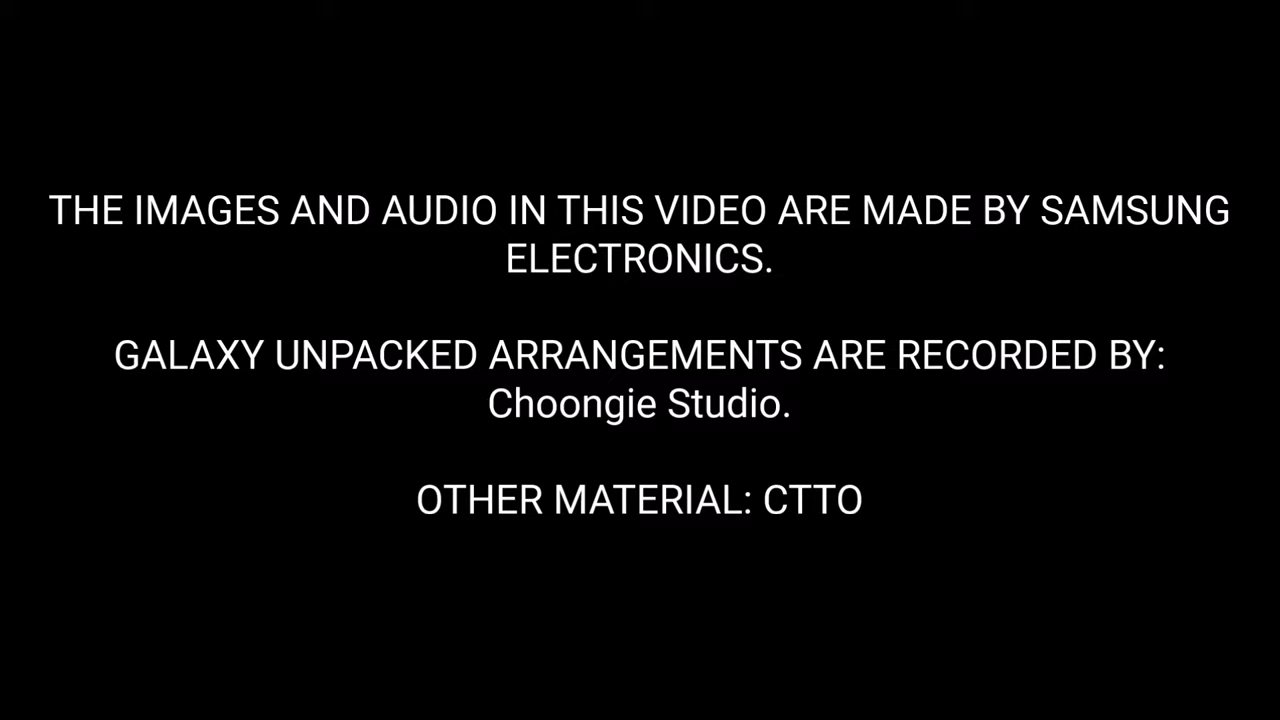 THE IMAGES AND AUDIO IN THIS VIDEO ARE MADE BY SAMSUNG
ELECTRONICS.
GALAXY UNPACKED ARRANGEMENTS ARE RECORDED BY:
Choongie Studio.
OTHER MATERIAL: CTTO